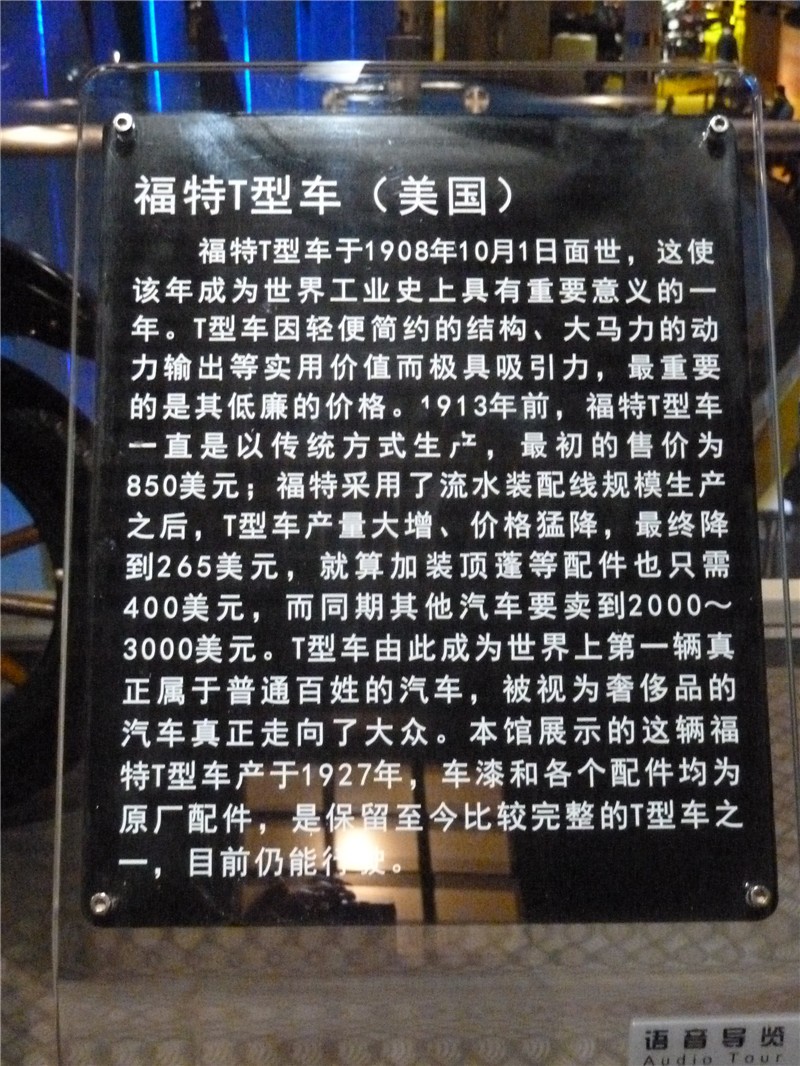 福特T型车（美国）
福特T型车于1908年10月1日面世，这使
该年成为世界工业史上具有重要意义的一
年。T型车因轻便简约的结构、大马力的动
力输出等实用价值而极具吸引力，最重要
的是其低廉的价格。1913年前，福特T型车
一直是以传统方式生产，最初的售价为
850美元；福特采用了流水装配线规模生产
之后，T型车产量大增、价格猛降，最终降
到265美元，就算加装顶蓬等配件也只需
400美元，而同期其他汽车要卖到2000～
3000美元。T型车由此成为世界上第一辆真
正属于普通百姓的汽车，被视为奢侈品的
汽车真正走向了大众。本馆展示的这辆福
特T型车产于1927年，车漆和各个配件均为
原厂配件，是保留至今比较完整的T型车之
一，目前仍能行驶。
语音导览
Audio Tour